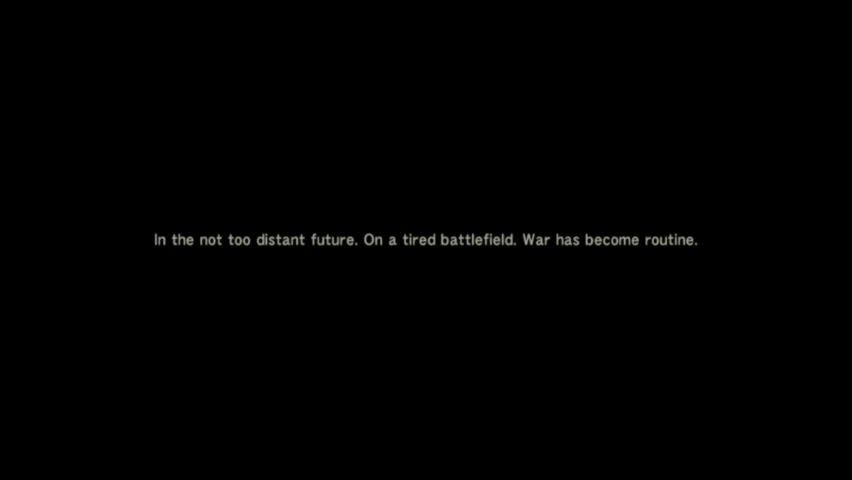 In the not too distant future. On a tired battlefield. War has become routine.